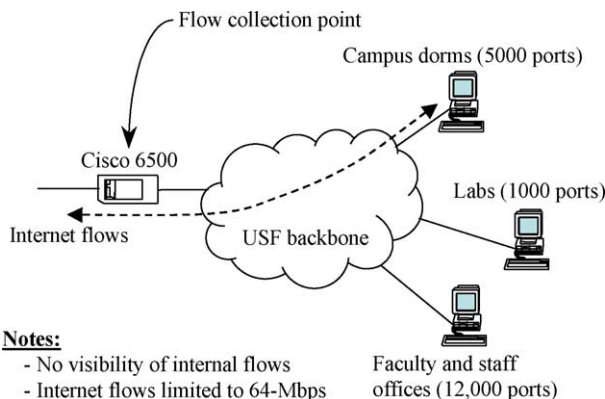 Flow collection point
Campus dorms (5000 ports)
Cisco 6500
Labs (1000 ports)
Internet flows
USF backbone
Notes:
- No visibility of internal flows
- Internet flows limited to 64-Mbps
Faculty and staff
offices (12,000 ports)